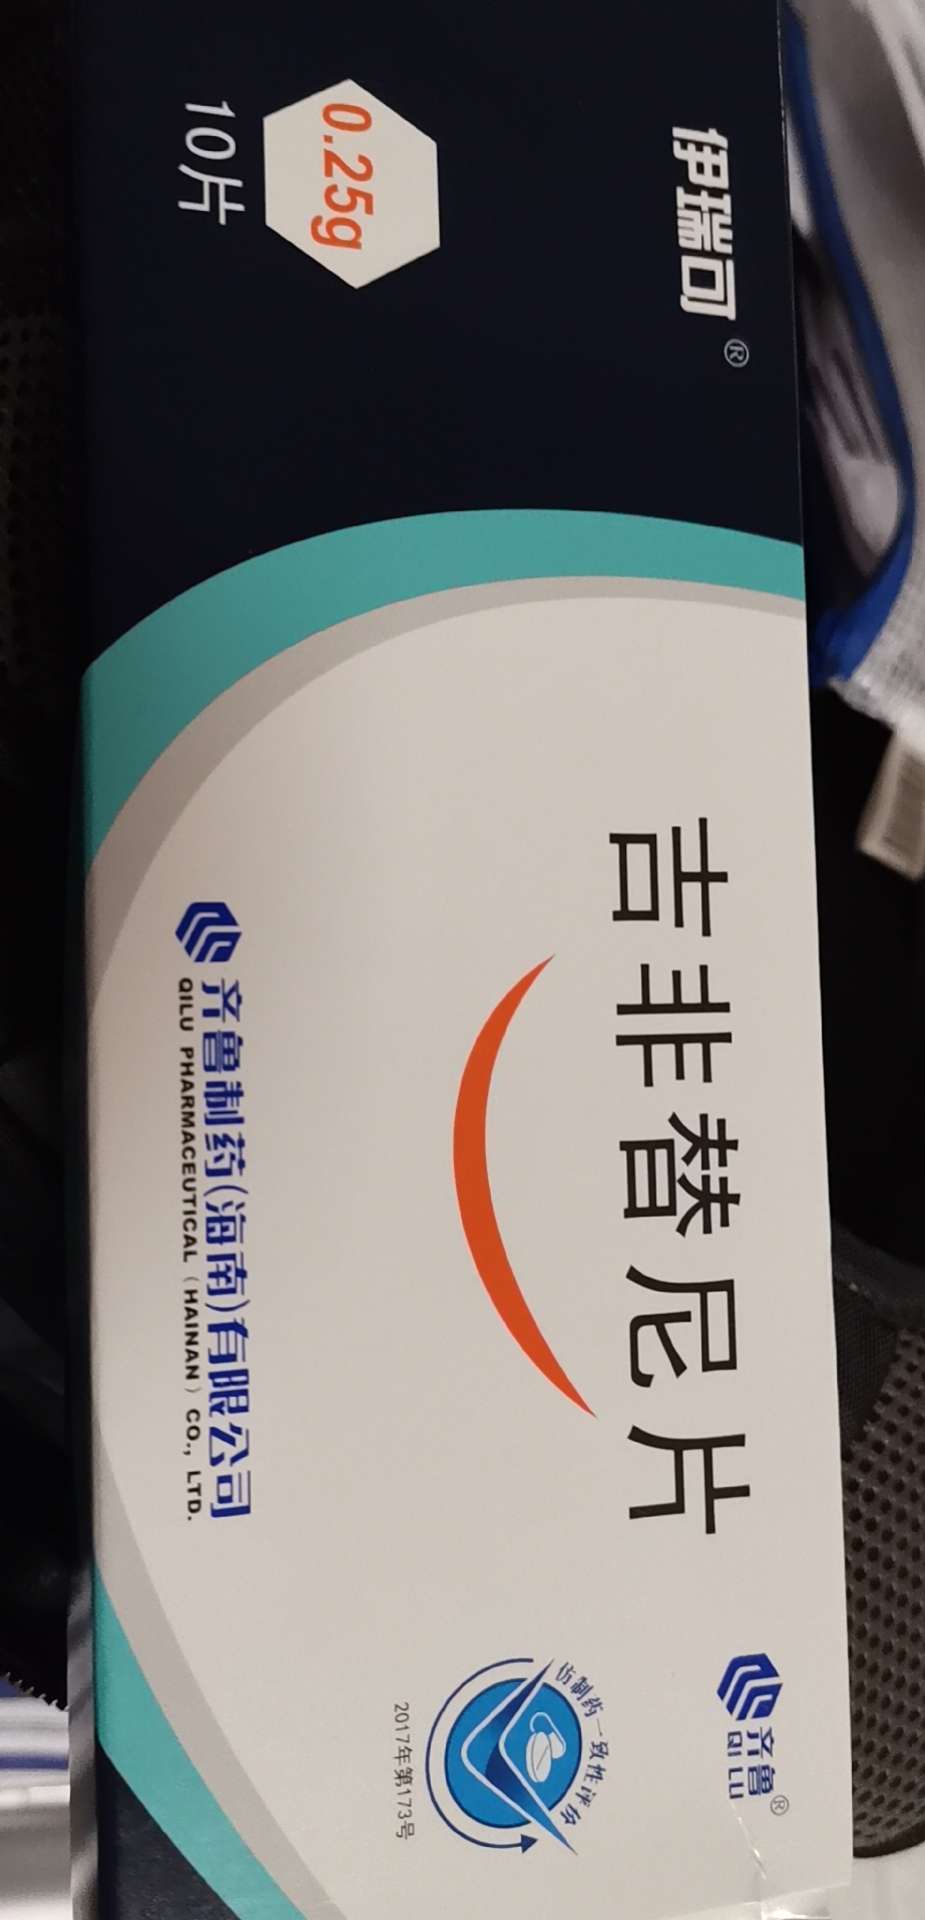 伊瑞可®
0.25g
10片
吉非替尼片
齐鲁制药(海南)有限公司
QILU PHARMACEUTICAL (HAINAN) CO., LTD.
齐鲁®
QILU
仿制药一致性评价
2017年第173号